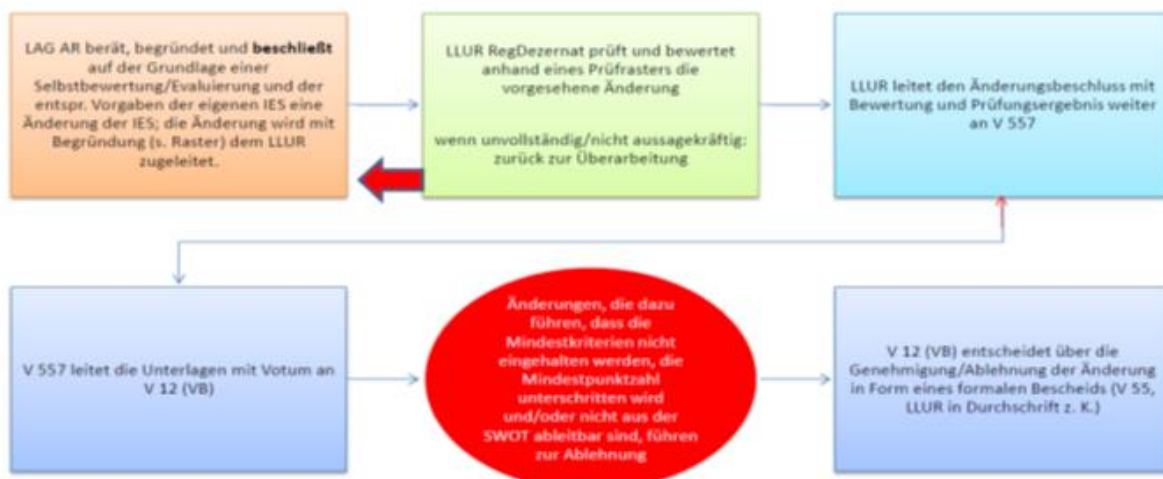 LAG AR berät, begründet und beschließt
auf der Grundlage einer
Selbstbewertung/Evaluierung und der
entspr. Vorgaben der eigenen IES eine
Änderung der IES; die Änderung wird mit
Begründung (s. Raster) dem LLUR
zugeleitet.
LLUR RegDezernat prüft und bewertet
anhand eines Prüfrasters die
vorgesehene Änderung
wenn unvollständig/nicht aussagekräftig:
zurück zur Überarbeitung
LLUR leitet den Änderungsbeschluss mit
Bewertung und Prüfungsergebnis weiter
an V 557
V 557 leitet die Unterlagen mit Votum an
V 12 (VB)
Änderungen, die dazu
führen, dass die
Mindestkriterien nicht
eingehalten werden, die
Mindestpunktzahl
unterschritten wird
und/oder nicht aus der
SWOT ableitbar sind, führen
zur Ablehnung
V 12 (VB) entscheidet über die
Genehmigung/Ablehnung der Änderung
in Form eines formalen Bescheids (V 55,
LLUR in Durchschrift z. K.)